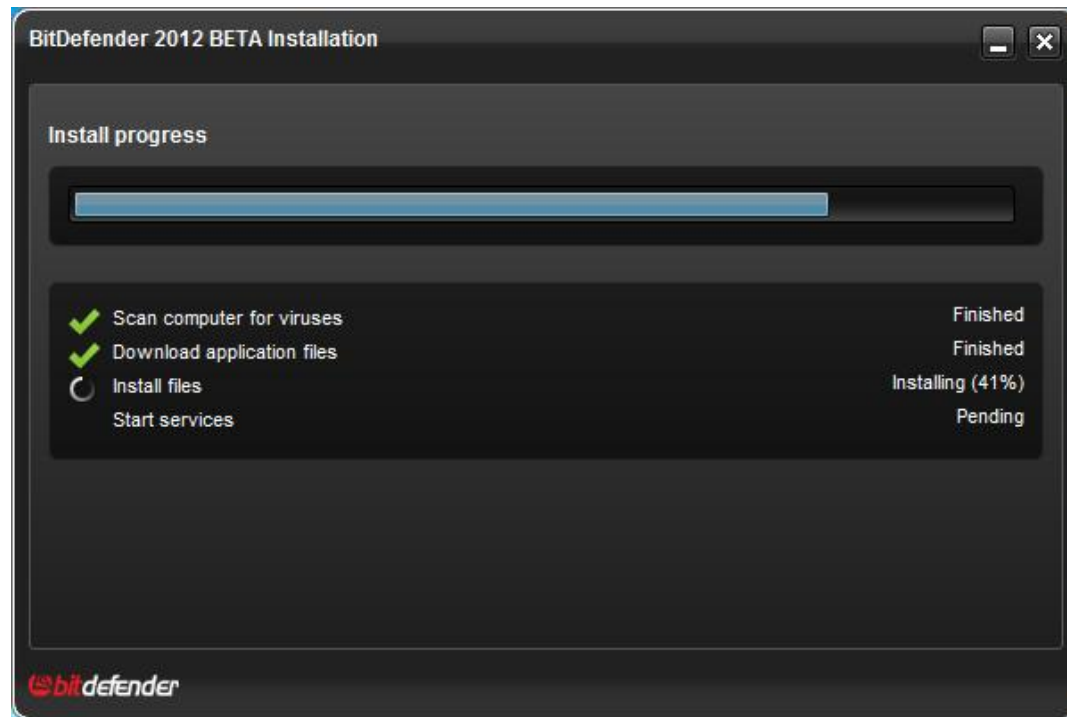 BitDefender 2012 BETA Installation
Install progress
Scan computer for viruses Finished
Download application files Finished
Install files Installing (41%)
Start services Pending
bitdefender